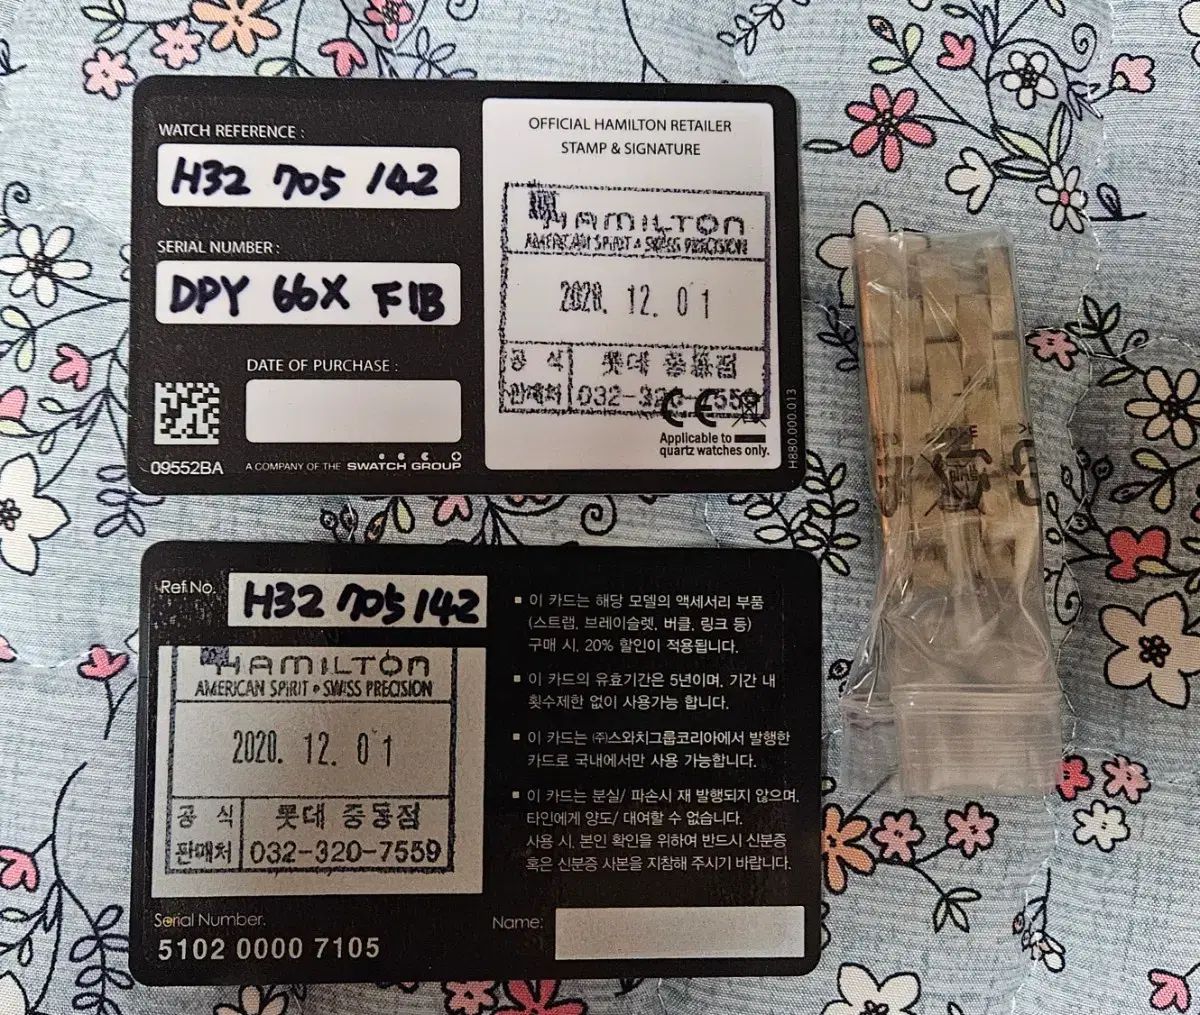 WATCH REFERENCE :
H32 705 142
SERIAL NUMBER :
DPY 66X F1B
DATE OF PURCHASE :
09552BA
A COMPANY OF THE SWATCH GROUP
OFFICIAL HAMILTON RETAILER
STAMP & SIGNATURE
HAMILTON
AMERICAN SPIRIT • SWISS PRECISION
2020. 12. 01
공 식 롯데 중동점
판매처 032-320-7559
CE
Applicable to
quartz watches only.
H880.000.013
Ref No. H32 705 142
HAMILTON
AMERICAN SPIRIT • SWISS PRECISION
2020. 12. 01
공 식 롯데 중동점
판매처 032-320-7559
Serial Number.
5102 0000 7105
▪ 이 카드는 해당 모델의 액세서리 부품
(스트랩, 브레이슬렛, 버클, 링크 등)
구매 시, 20% 할인이 적용됩니다.
▪ 이 카드의 유효기간은 5년이며, 기간 내
횟수제한 없이 사용가능 합니다.
▪ 이 카드는 ㈜스와치그룹코리아에서 발행한
카드로 국내에서만 사용 가능합니다.
▪ 이 카드는 분실/ 파손시 재 발행되지 않으며,
타인에게 양도/ 대여할 수 없습니다.
사용 시, 본인 확인을 위하여 반드시 신분증
혹은 신분증 사본을 지참해 주시기 바랍니다.
Name: